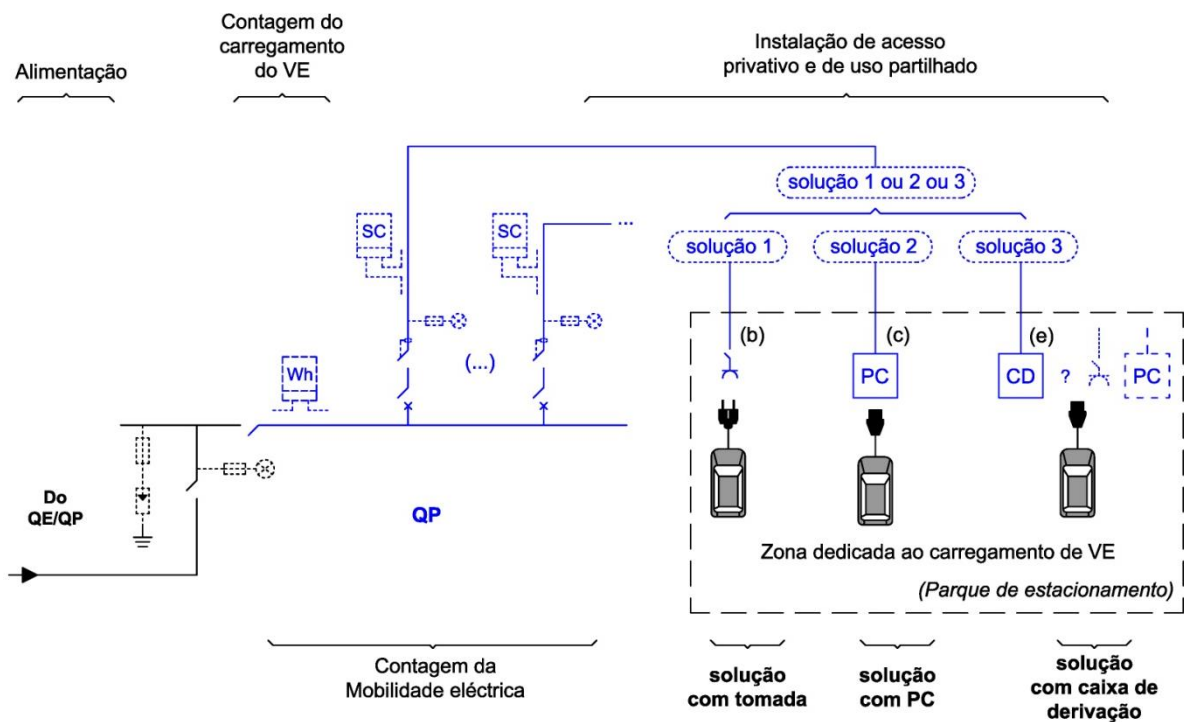 Alimentação
Contagem do
carregamento
do VE
Instalação de acesso
privativo e de uso partilhado
solução 1 ou 2 ou 3
SC
SC
...
solução 1
solução 2
solução 3
(b)
(c)
(e)
Wh
(...)
PC
CD
?
PC
Do
QE/QP
QP
Zona dedicada ao carregamento de VE
(Parque de estacionamento)
Contagem da
Mobilidade eléctrica
solução
com tomada
solução
com PC
solução
com caixa de
derivação